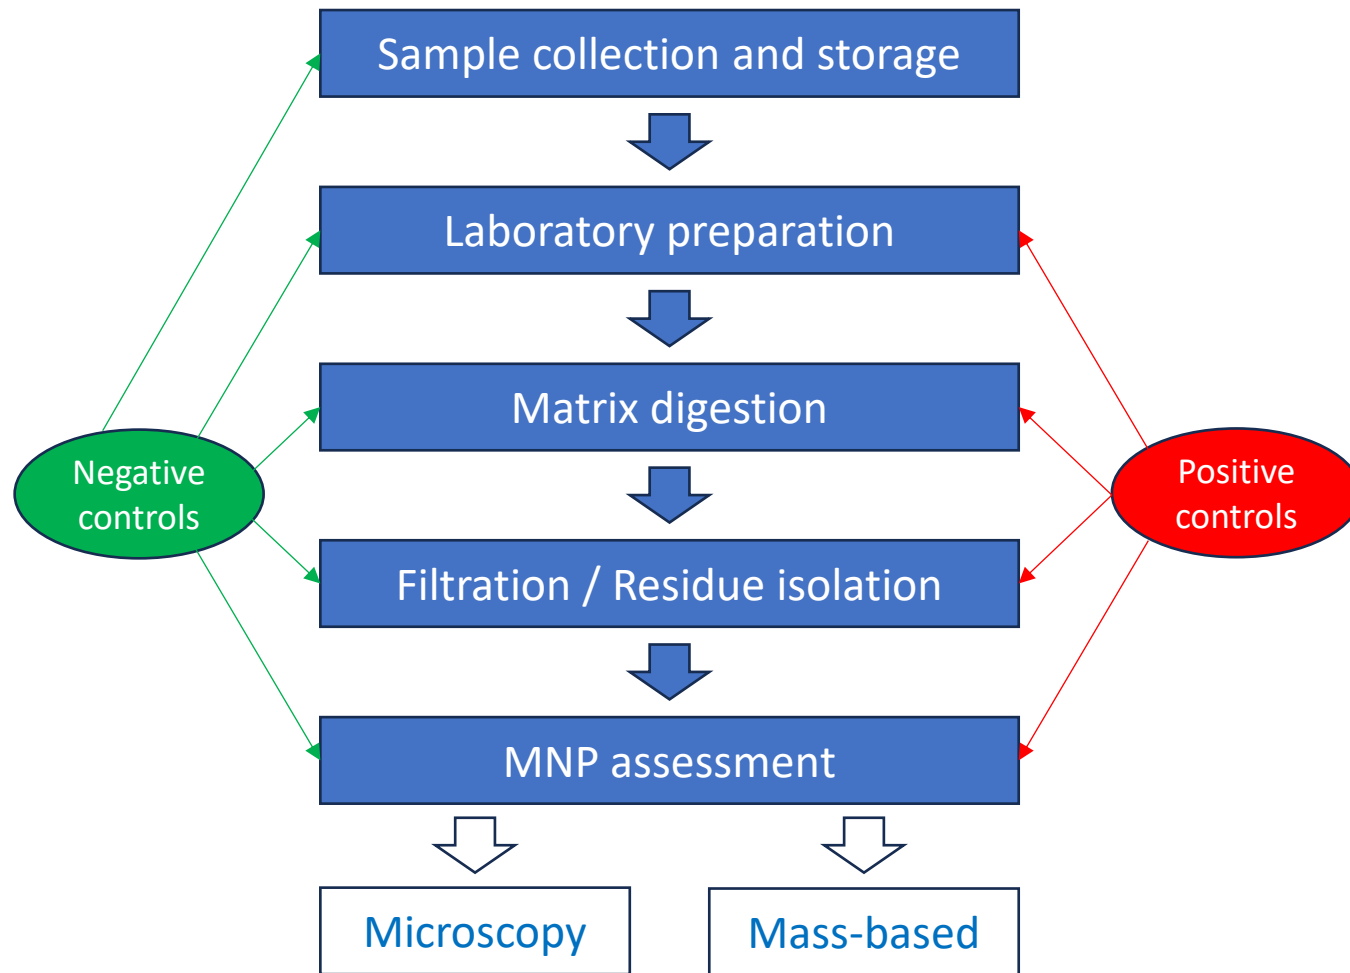 Sample collection and storage
Laboratory preparation
Matrix digestion
Negative
controls
Positive
controls
Filtration / Residue isolation
MNP assessment
Microscopy
Mass-based